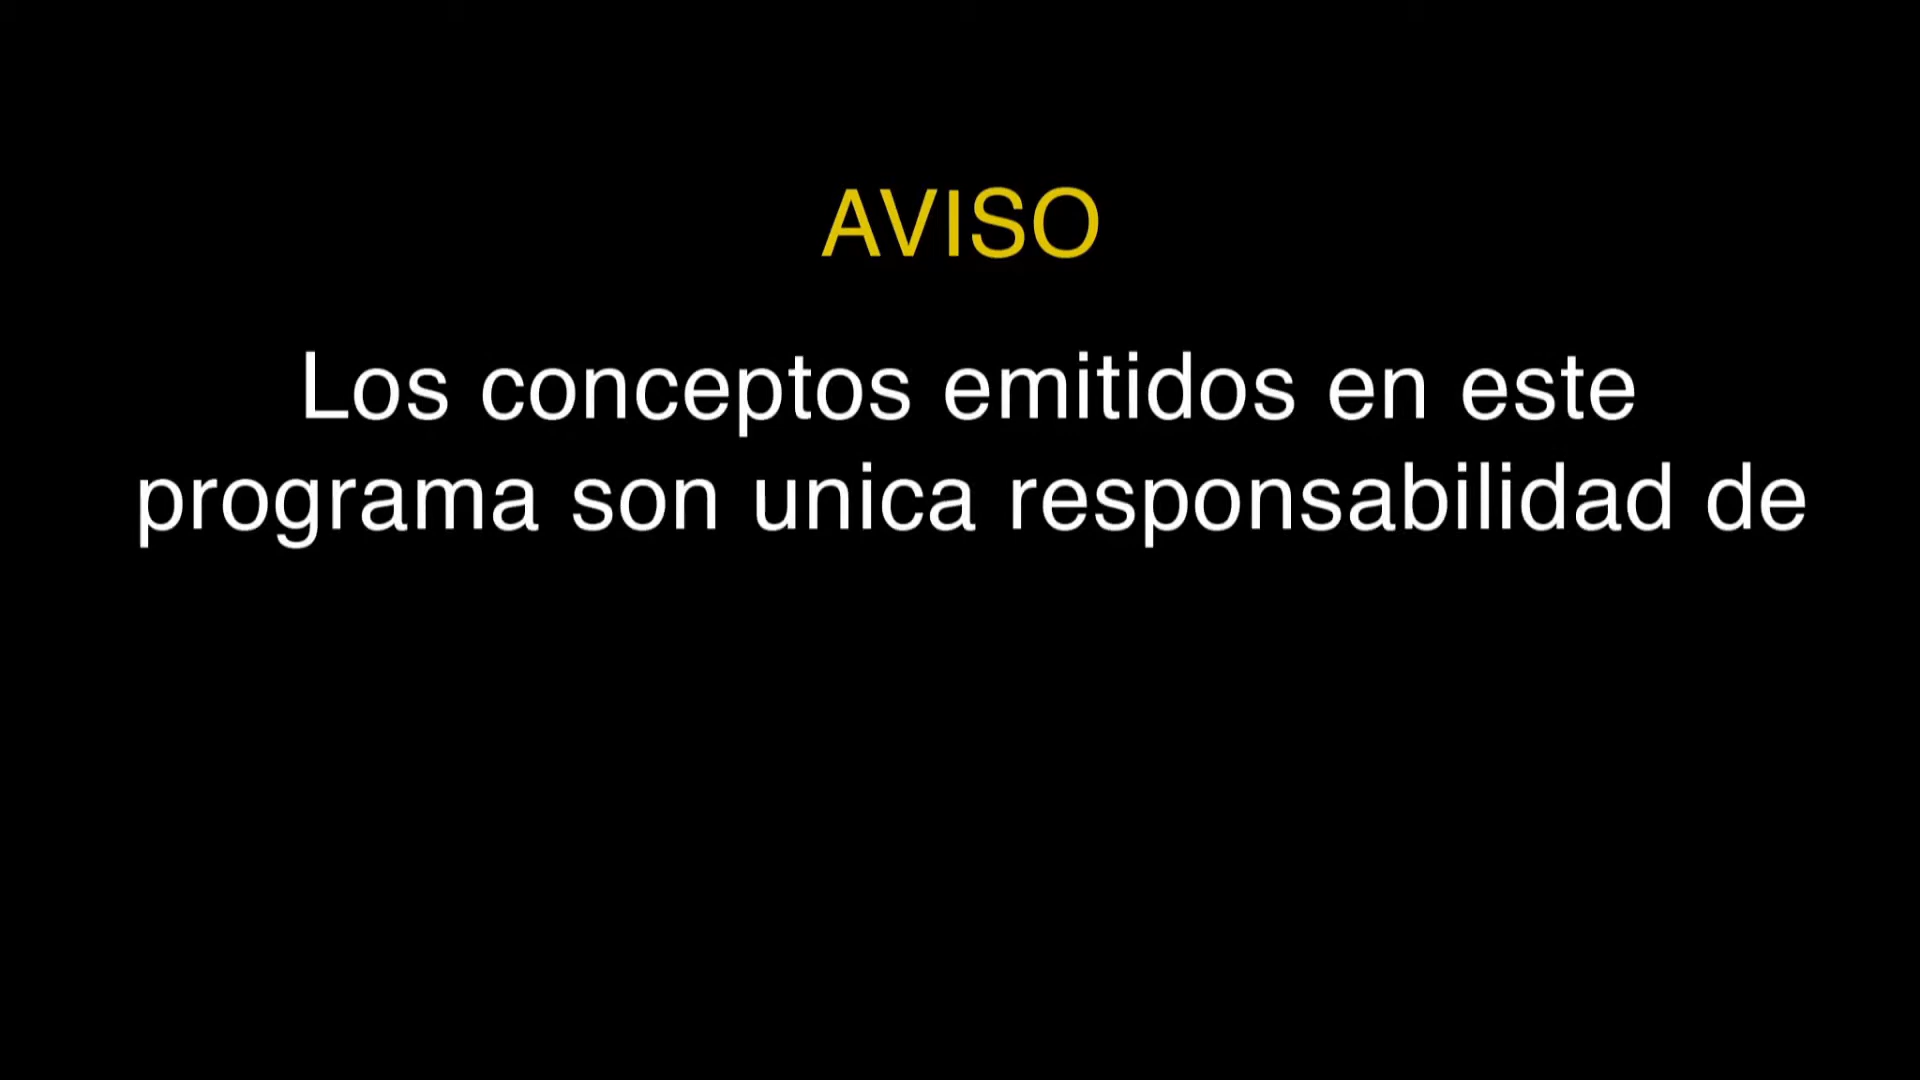 AVISO
Los conceptos emitidos en este
programa son unica responsabilidad de